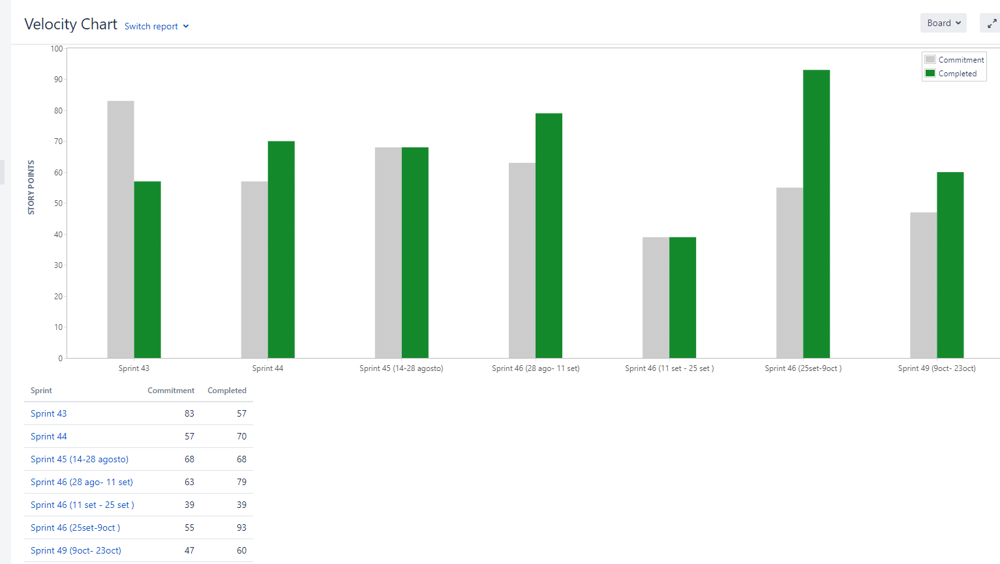 Velocity Chart Switch report Board
100
90
80
70
60
50
40
30
20
10
0
STORY POINTS
Commitment
Completed
Sprint 43 Sprint 44 Sprint 45 (14-28 agosto) Sprint 46 (28 ago- 11 set) Sprint 46 (11 set - 25 set ) Sprint 46 (25set-9oct ) Sprint 49 (9oct- 23oct)
Sprint Commitment Completed
Sprint 43 83 57
Sprint 44 57 70
Sprint 45 (14-28 agosto) 68 68
Sprint 46 (28 ago- 11 set) 63 79
Sprint 46 (11 set - 25 set ) 39 39
Sprint 46 (25set-9oct ) 55 93
Sprint 49 (9oct- 23oct) 47 60